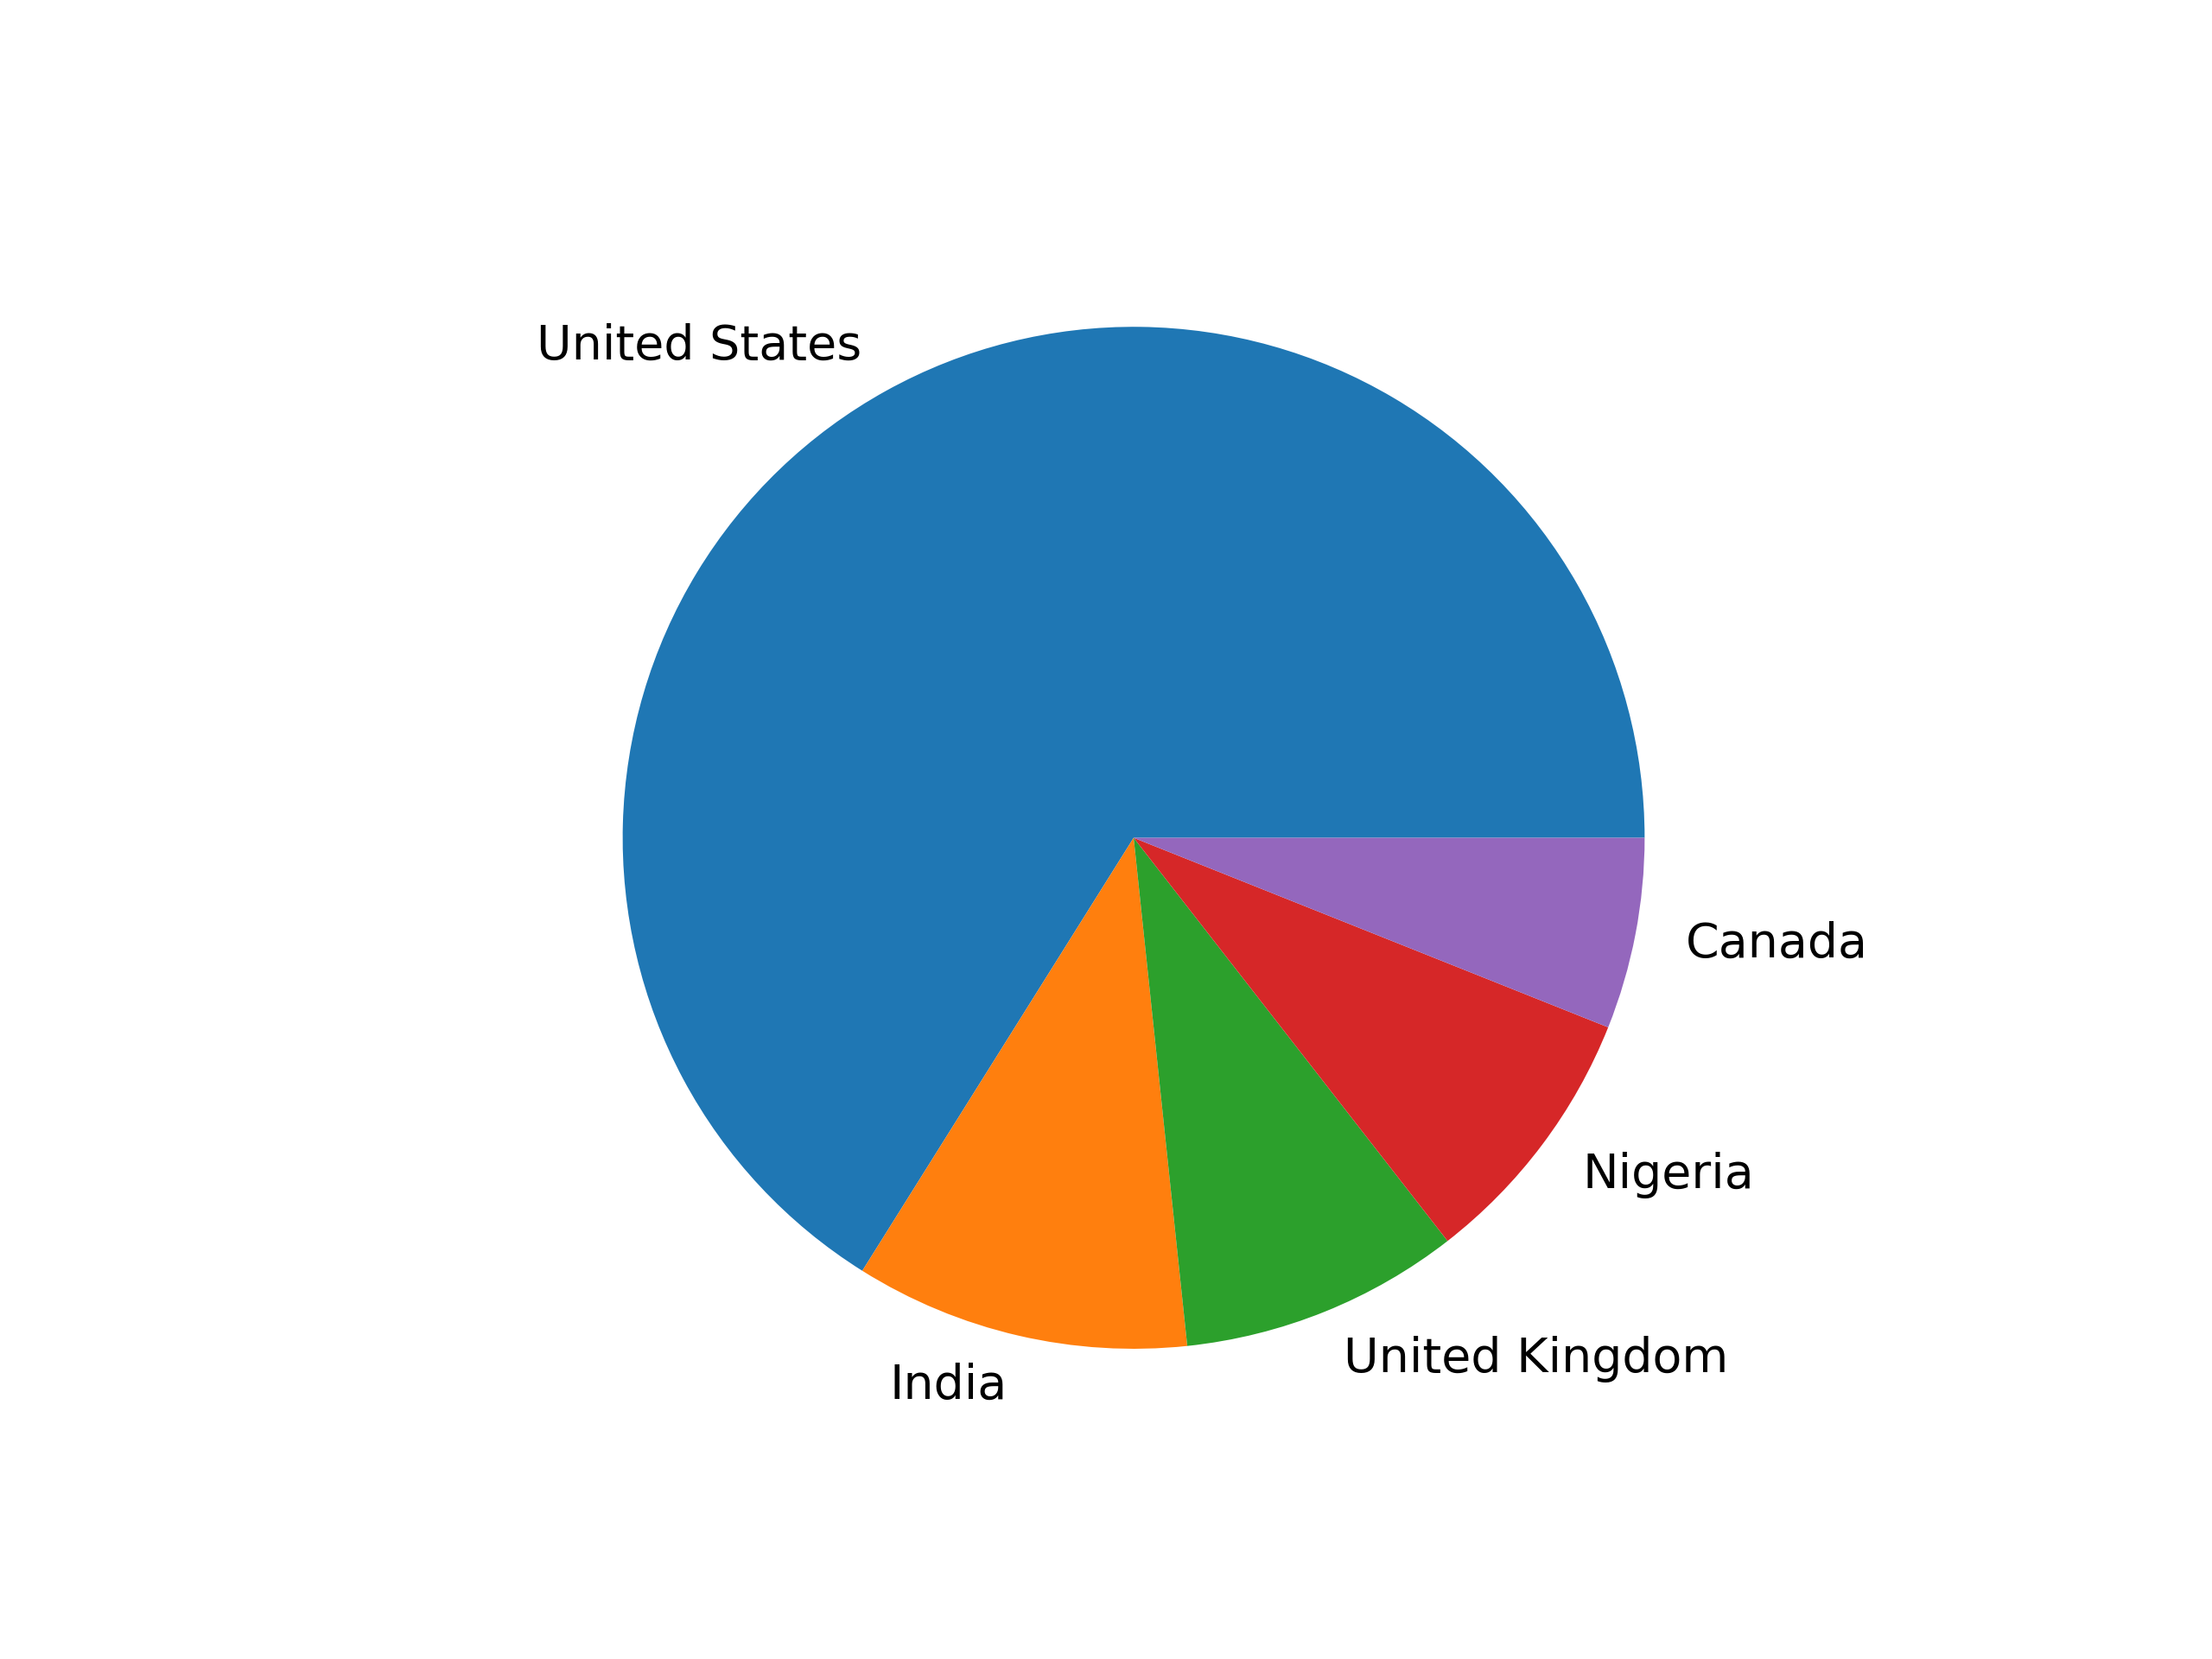 United States
Canada
Nigeria
United Kingdom
India